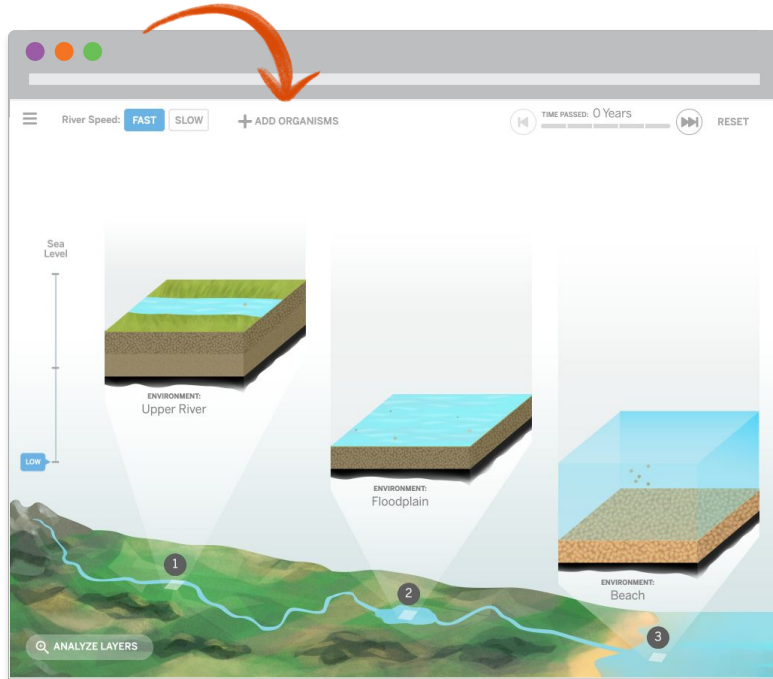 River Speed: FAST SLOW + ADD ORGANISMS TIME PASSED: 0 Years RESET
Sea
Level
ENVIRONMENT:
Upper River
LOW
ENVIRONMENT:
Floodplain
ENVIRONMENT:
Beach
1
2
3
ANALYZE LAYERS